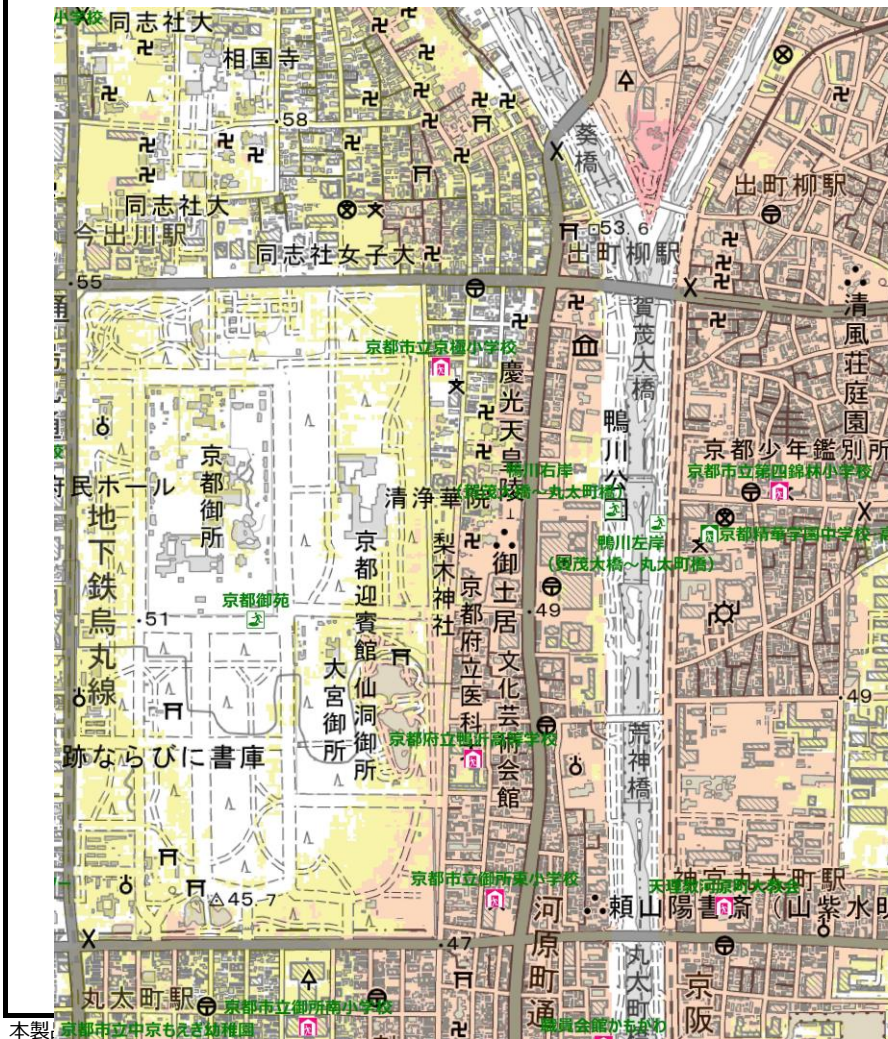 小学校
同志社大
相国寺
58
葵橋
出町柳駅
同志社大
今出川駅
同志社女子大
53.6
出町柳駅
55
賀茂大橋
清風荘庭園
京都市立京極小学校
慶光天皇陵
鴨川公園
京都少年鑑別所
京都市立第四錦林小学校
鴨川右岸
(賀茂大橋～丸太町橋)
府民ホール
京都御所
清浄華院
鴨川左岸
(賀茂大橋～丸太町橋)
京都精華学園中学校・高
地下鉄烏丸線
京都迎賓館
梨木神社
御土居
京都御苑
51
49
大宮御所
仙洞御所
京都府立医科大
文化芸術会館
49
荒神橋
跡ならびに書庫
京都府立鴨沂高等学校
京都市立御所東小学校
神宮丸太町駅
天理教河原町大教会
45.7
頼山陽書斎(山紫水明
47
河原町通
丸太町橋
京阪
丸太町駅
京都市立御所南小学校
京都市立中京もえぎ幼稚園
職員会館かもがわ
本製品